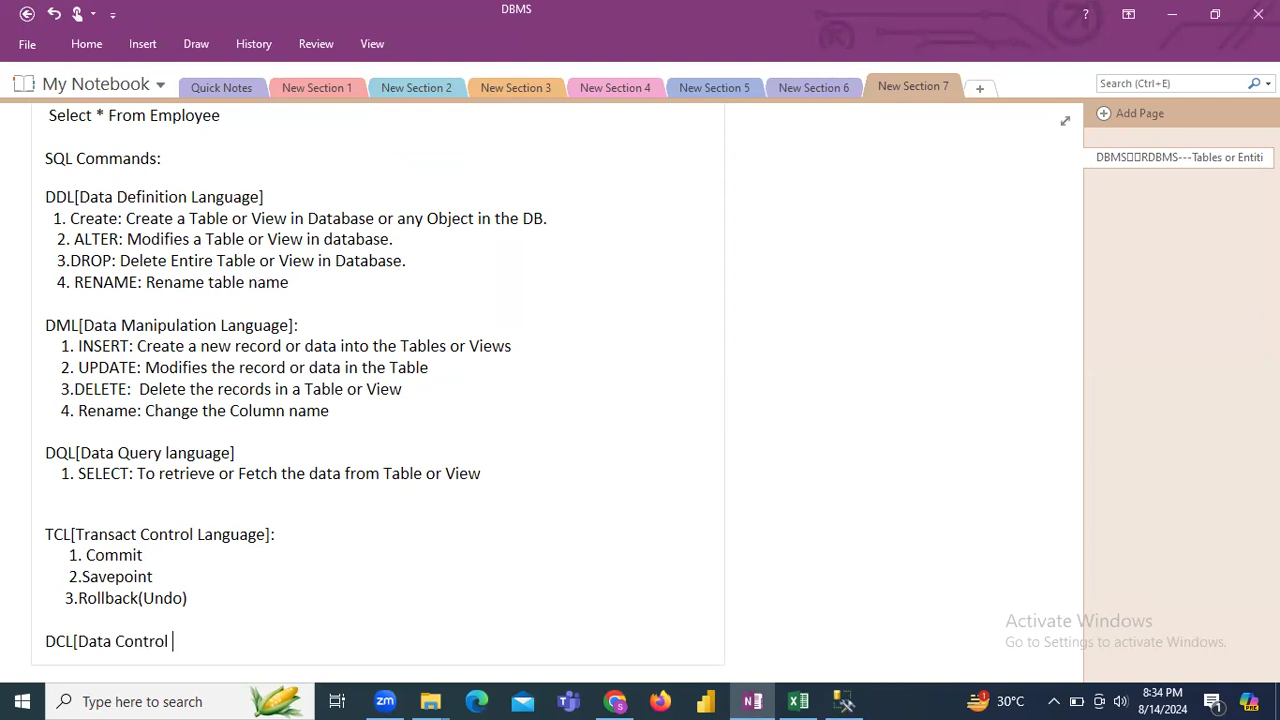 DBMS
File Home Insert Draw History Review View
My Notebook Quick Notes New Section 1 New Section 2 New Section 3 New Section 4 New Section 5 New Section 6 New Section 7 Search (Ctrl+E)
Select * From Employee
Add Page
SQL Commands:
DBMS▯▯RDBMS---Tables or Entiti
DDL[Data Definition Language]
1. Create: Create a Table or View in Database or any Object in the DB.
2. ALTER: Modifies a Table or View in database.
3.DROP: Delete Entire Table or View in Database.
4. RENAME: Rename table name
DML[Data Manipulation Language]:
1. INSERT: Create a new record or data into the Tables or Views
2. UPDATE: Modifies the record or data in the Table
3.DELETE: Delete the records in a Table or View
4. Rename: Change the Column name
DQL[Data Query language]
1. SELECT: To retrieve or Fetch the data from Table or View
TCL[Transact Control Language]:
1. Commit
2.Savepoint
3.Rollback(Undo)
DCL[Data Control
Activate Windows
Go to Settings to activate Windows.
Type here to search
30°C
8:34 PM
8/14/2024